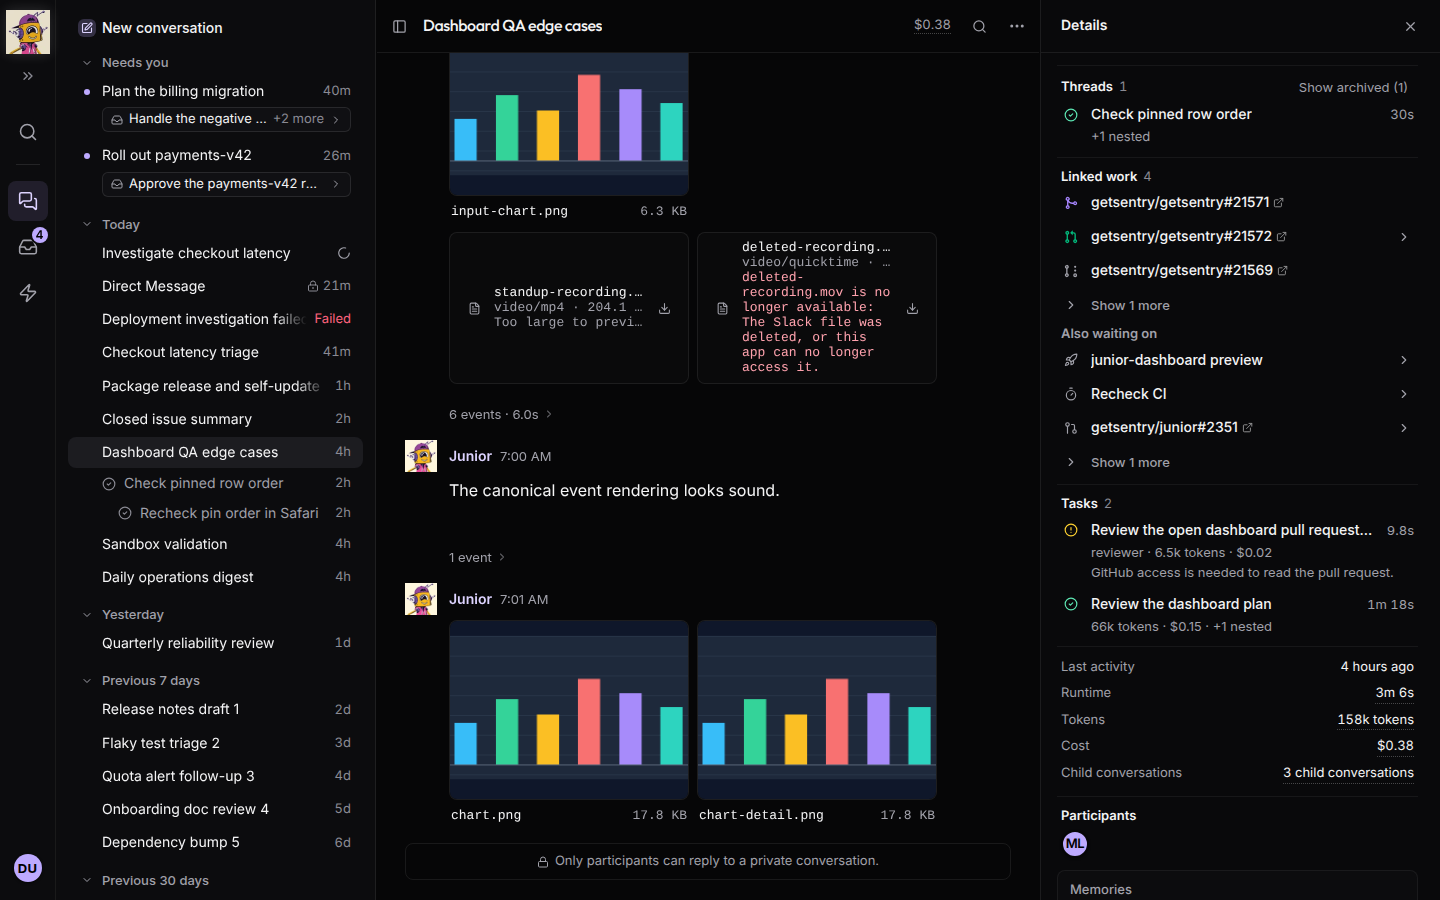 New conversation
Needs you
Plan the billing migration 40m
Handle the negative ... +2 more
Roll out payments-v42 26m
Approve the payments-v42 r...
Today
Investigate checkout latency
Direct Message 21m
Deployment investigation failed Failed
Checkout latency triage 41m
Package release and self-update 1h
Closed issue summary 2h
Dashboard QA edge cases 4h
Check pinned row order 2h
Recheck pin order in Safari 2h
Sandbox validation 4h
Daily operations digest 4h
Yesterday
Quarterly reliability review 1d
Previous 7 days
Release notes draft 1 2d
Flaky test triage 2 3d
Quota alert follow-up 3 4d
Onboarding doc review 4 5d
Dependency bump 5 6d
Previous 30 days
4
DU
Dashboard QA edge cases $0.38
input-chart.png 6.3 KB
standup-recording.…
video/mp4 · 204.1 …
Too large to previ…
deleted-recording.…
video/quicktime · …
deleted-
recording.mov is no
longer available:
The Slack file was
deleted, or this
app can no longer
access it.
6 events · 6.0s
Junior 7:00 AM
The canonical event rendering looks sound.
1 event
Junior 7:01 AM
chart.png 17.8 KB
chart-detail.png 17.8 KB
Only participants can reply to a private conversation.
Details
Threads 1 Show archived (1)
Check pinned row order 30s
+1 nested
Linked work 4
getsentry/getsentry#21571
getsentry/getsentry#21572
getsentry/getsentry#21569
Show 1 more
Also waiting on
junior-dashboard preview
Recheck CI
getsentry/junior#2351
Show 1 more
Tasks 2
Review the open dashboard pull request... 9.8s
reviewer · 6.5k tokens · $0.02
GitHub access is needed to read the pull request.
Review the dashboard plan 1m 18s
66k tokens · $0.15 · +1 nested
Last activity 4 hours ago
Runtime 3m 6s
Tokens 158k tokens
Cost $0.38
Child conversations 3 child conversations
Participants
ML
Memories